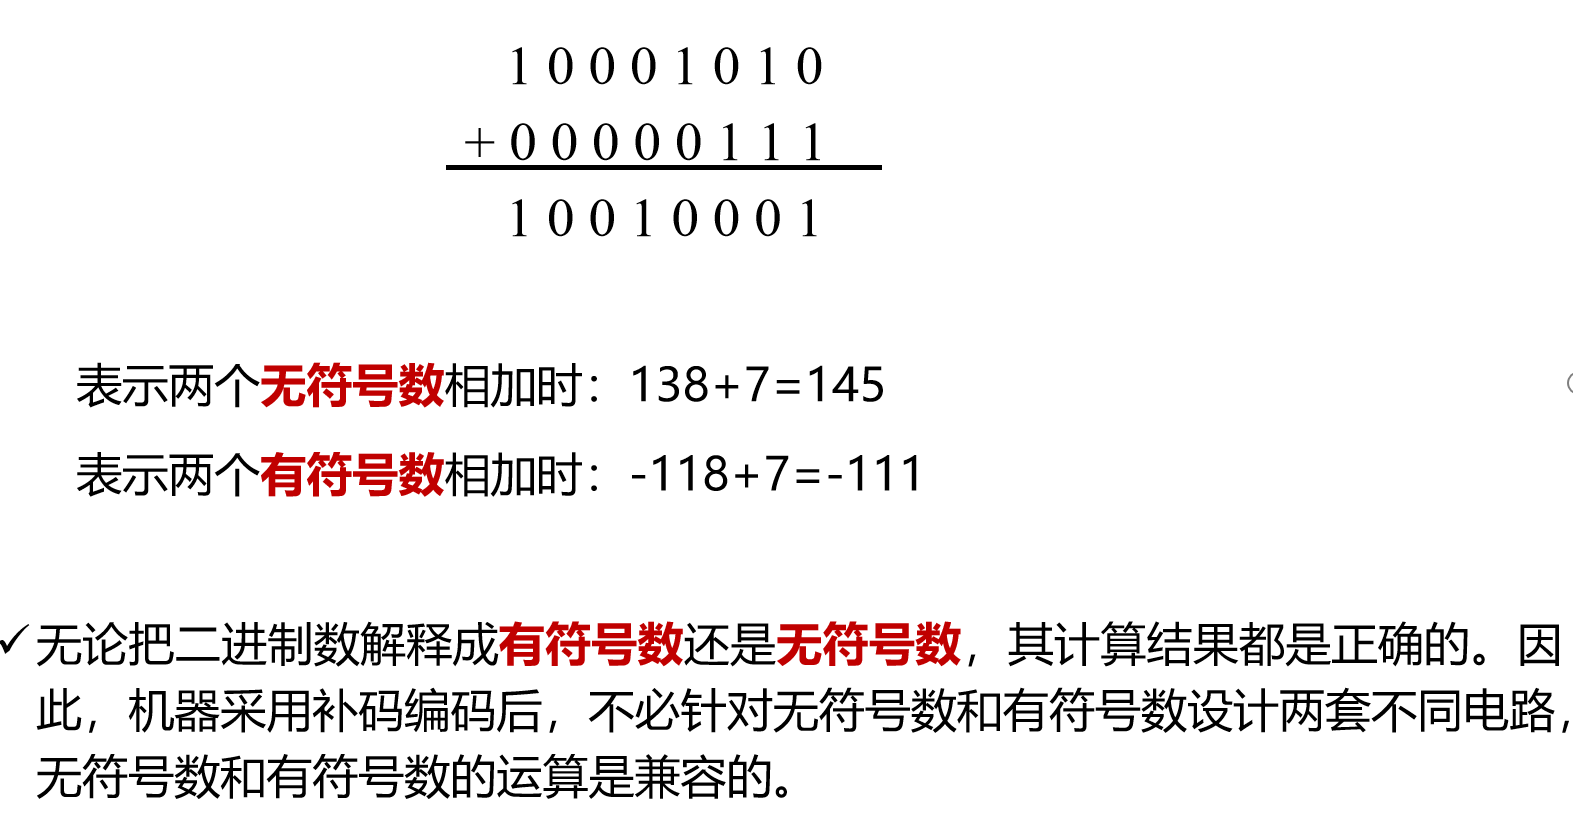 1 0 0 0 1 0 1 0
+ 0 0 0 0 0 1 1 1
1 0 0 1 0 0 0 1
表示两个无符号数相加时：138+7=145
表示两个有符号数相加时：-118+7=-111
✓无论把二进制数解释成有符号数还是无符号数，其计算结果都是正确的。因
此，机器采用补码编码后，不必针对无符号数和有符号数设计两套不同电路，
无符号数和有符号数的运算是兼容的。